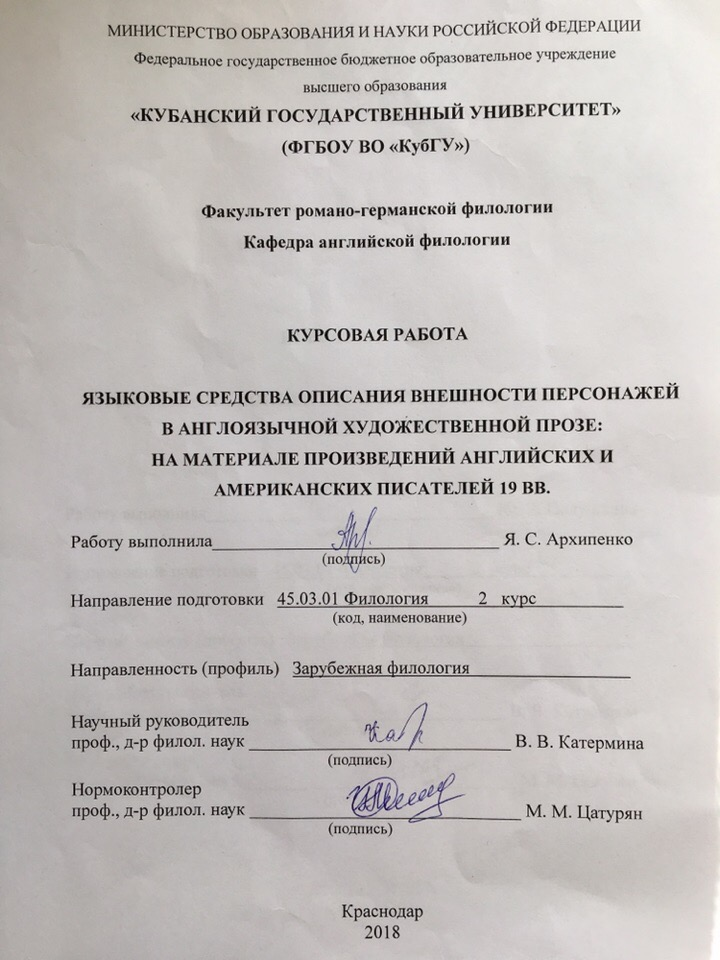 МИНИСТЕРСТВО ОБРАЗОВАНИЯ И НАУКИ РОССИЙСКОЙ ФЕДЕРАЦИИ
Федеральное государственное бюджетное образовательное учреждение
высшего образования
«КУБАНСКИЙ ГОСУДАРСТВЕННЫЙ УНИВЕРСИТЕТ»
(ФГБОУ ВО «КубГУ»)
Факультет романо-германской филологии
Кафедра английской филологии
КУРСОВАЯ РАБОТА
ЯЗЫКОВЫЕ СРЕДСТВА ОПИСАНИЯ ВНЕШНОСТИ ПЕРСОНАЖЕЙ
В АНГЛОЯЗЫЧНОЙ ХУДОЖЕСТВЕННОЙ ПРОЗЕ:
НА МАТЕРИАЛЕ ПРОИЗВЕДЕНИЙ АНГЛИЙСКИХ И
АМЕРИКАНСКИХ ПИСАТЕЛЕЙ 19 ВВ.
Работу выполнила Я. С. Архипенко
(подпись)
Направление подготовки 45.03.01 Филология 2 курс
(код, наименование)
Направленность (профиль) Зарубежная филология
Научный руководитель
проф., д-р филол. наук В. В. Катермина
(подпись)
Нормоконтролер
проф., д-р филол. наук М. М. Цатурян
(подпись)
Краснодар
2018